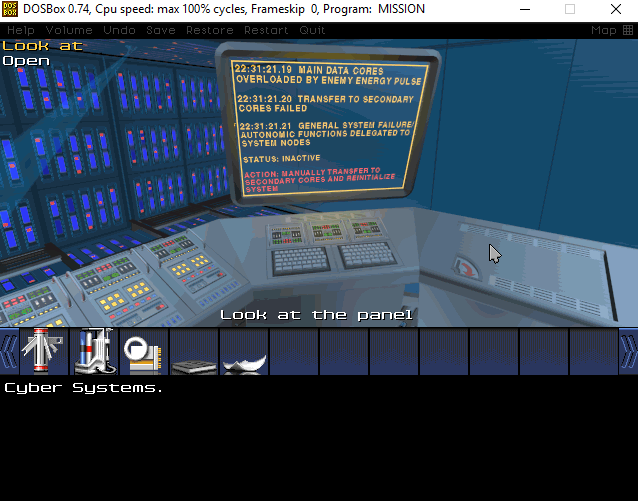 DOSBox 0.74, Cpu speed: max 100% cycles, Frameskip 0, Program: MISSION
DOS
BOX
Help Volume Undo Save Restore Restart Quit Map
Look at
Open
22:31:21.19 MAIN DATA CORES
OVERLOADED BY ENEMY ENERGY PULSE
22:31:21.20 TRANSFER TO SECONDARY
CORES FAILED
22:31:21.21 GENERAL SYSTEM FAILURE/
AUTONOMIC FUNCTIONS DELEGATED TO
SYSTEM NODES
STATUS: INACTIVE
ACTION: MANUALLY TRANSFER TO
SECONDARY CORES AND REINITIALIZE
SYSTEM
Look at the panel
Cyber Systems.